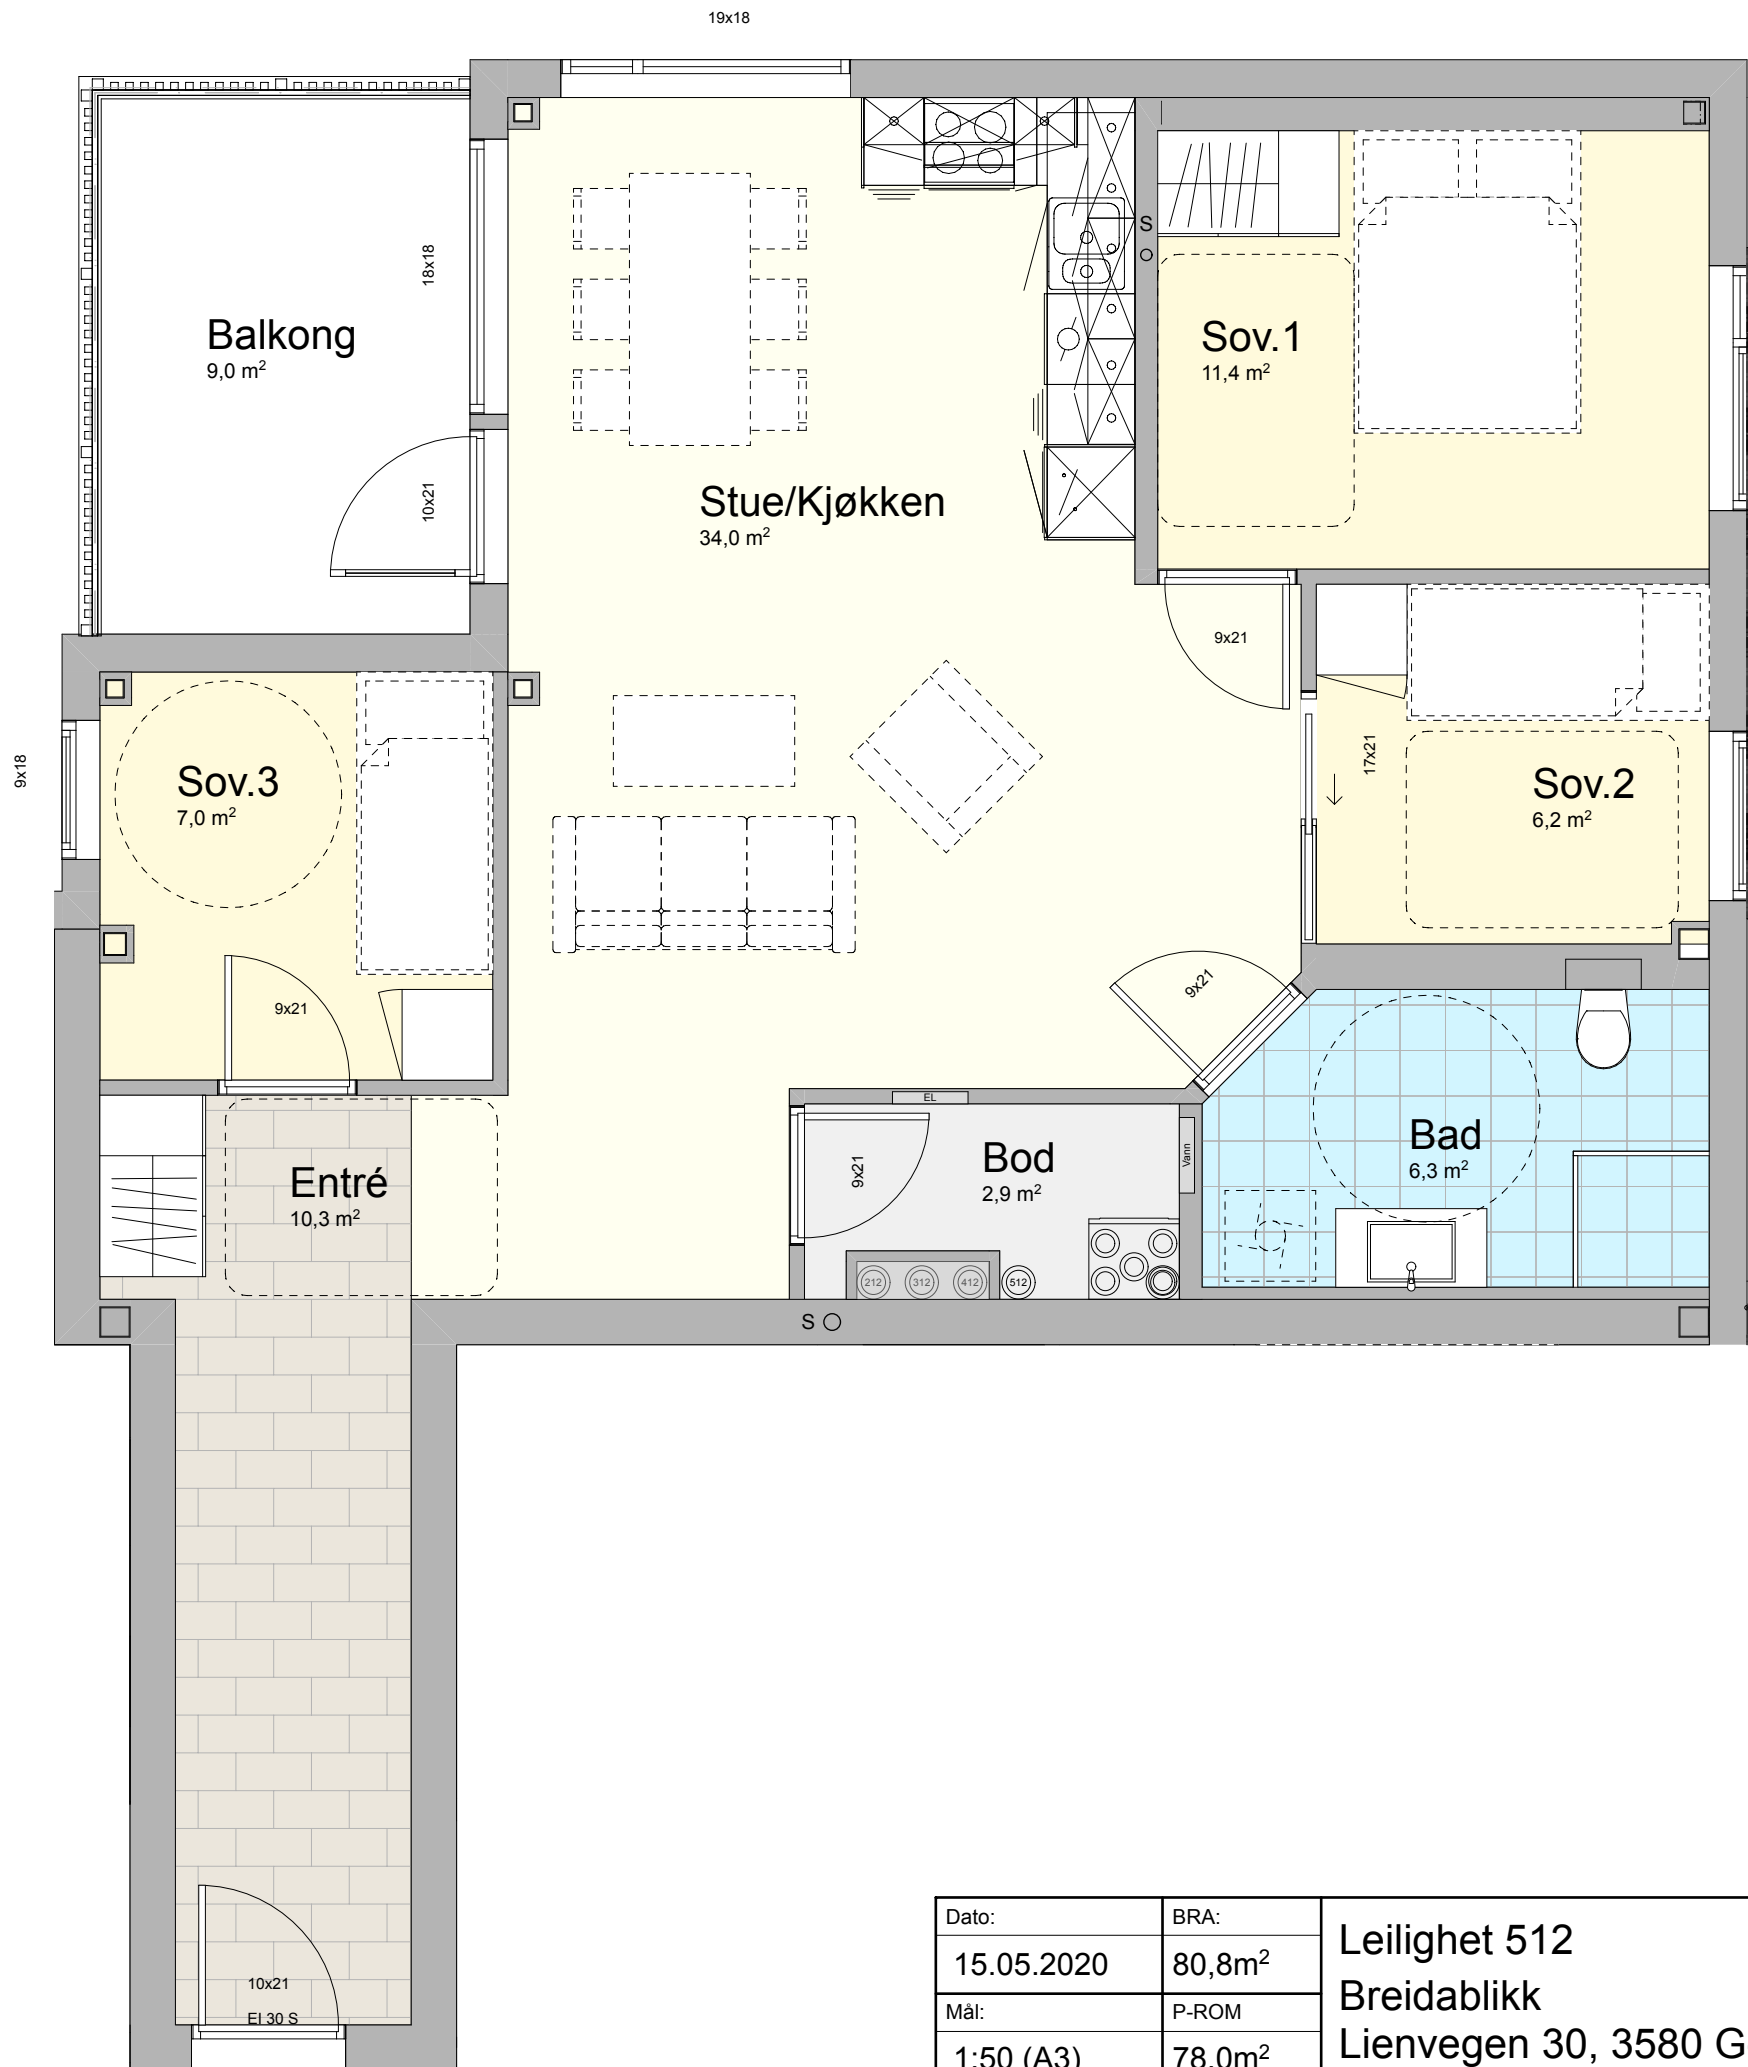 19x18
18x18
Balkong
9,0 m²
10x21
Stue/Kjøkken
34,0 m²
S
Sov.1
11,4 m²
9x21
17x21
Sov.2
6,2 m²
9x18
Sov.3
7,0 m²
9x21
9x21
Entré
10,3 m²
EL
9x21
Bod
2,9 m²
Vann
212
312
412
512
Bad
6,3 m²
S
10x21
EI 30 S
Dato:
15.05.2020
BRA:
80,8m²
Mål:
1:50 (A3)
P-ROM
78,0m²
Leilighet 512
Breidablikk
Lienvegen 30, 3580 G